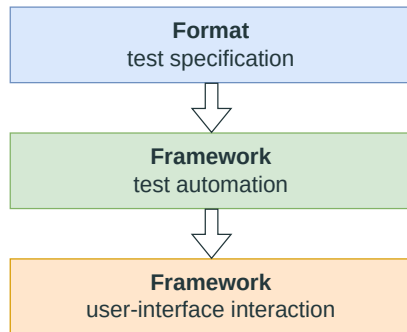 Format
test specification
Framework
test automation
Framework
user-interface interaction